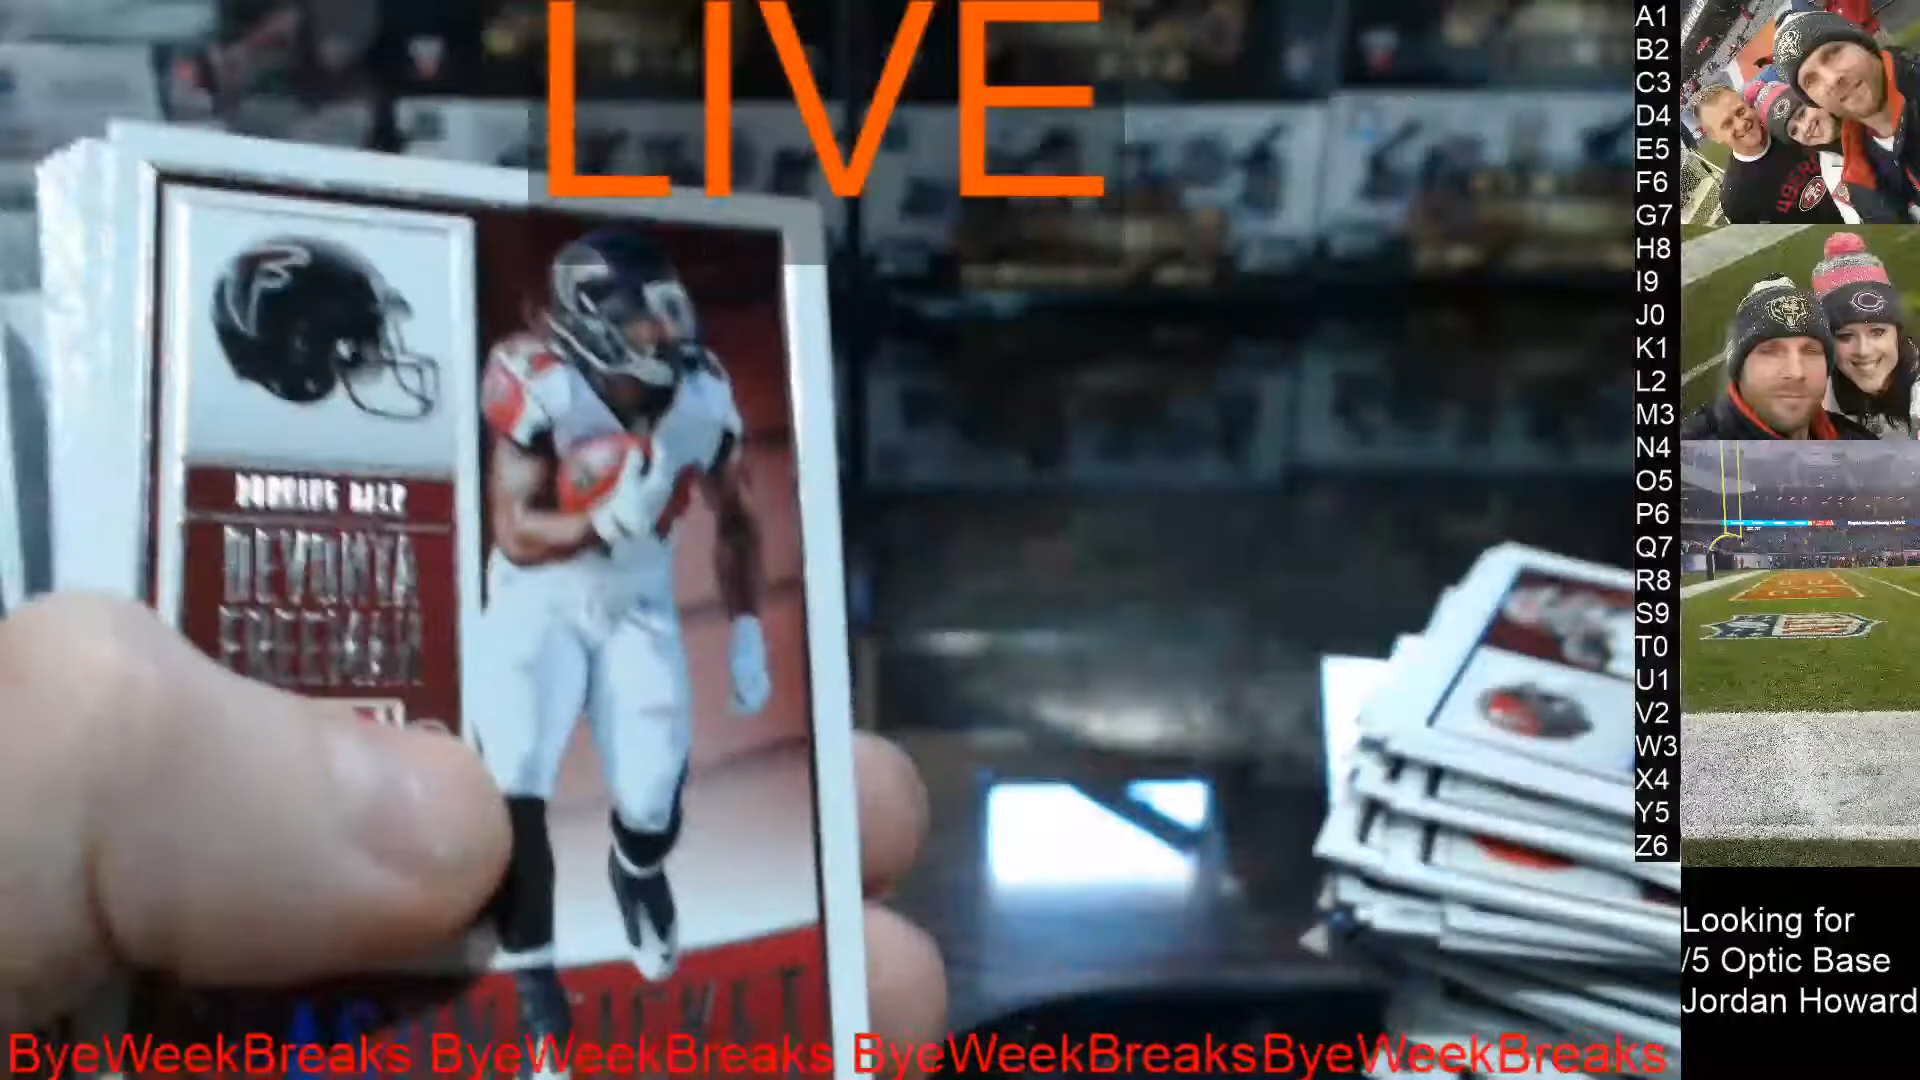 LIVE
RUNNING BACK
DEVONTA
FREEMAN
TICKET
A1
B2
C3
D4
E5
F6
G7
H8
I9
J0
K1
L2
M3
N4
O5
P6
Q7
R8
S9
T0
U1
V2
W3
X4
Y5
Z6
49ERS
Looking for
/5 Optic Base
Jordan Howard
ByeWeekBreaks ByeWeekBreaks ByeWeekBreaks ByeWeekBreaks